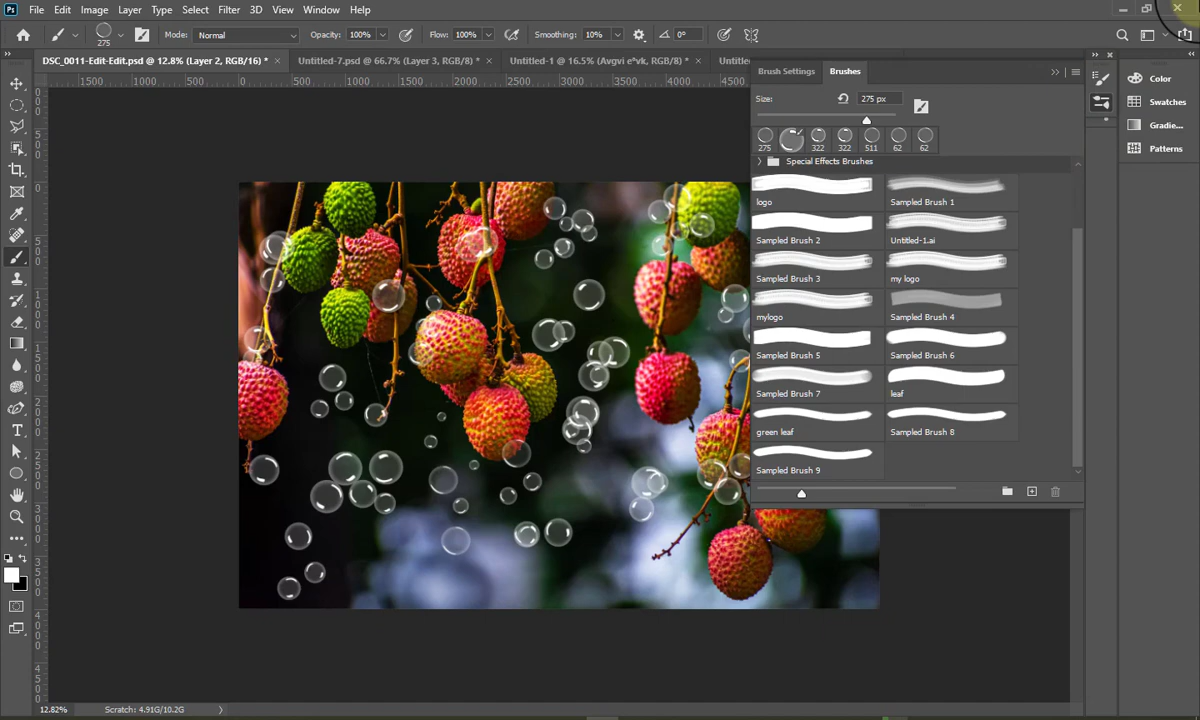 Ps File Edit Image Layer Type Select Filter 3D View Window Help
275 Mode: Normal Opacity: 100% Flow: 100% Smoothing: 10% 0°
DSC_0011-Edit-Edit.psd @ 12.8% (Layer 2, RGB/16) * × Untitled-7.psd @ 66.7% (Layer 3, RGB/8) * × Untitled-1 @ 16.5% (Avgvi e*vk, RGB/8) * ×
1500 1000 500 0 500 1000 1500 2000 2500 3000 3500 4000
Brush Settings Brushes
Size: 275 px
275 322 322 511 62 62
Special Effects Brushes
logo Sampled Brush 1
Sampled Brush 2 Untitled-1.ai
Sampled Brush 3 my logo
mylogo Sampled Brush 4
Sampled Brush 5 Sampled Brush 6
Sampled Brush 7 leaf
green leaf Sampled Brush 8
Sampled Brush 9
Color
Swatches
Gradie...
Patterns
12.82% Scratch: 4.91G/10.2G